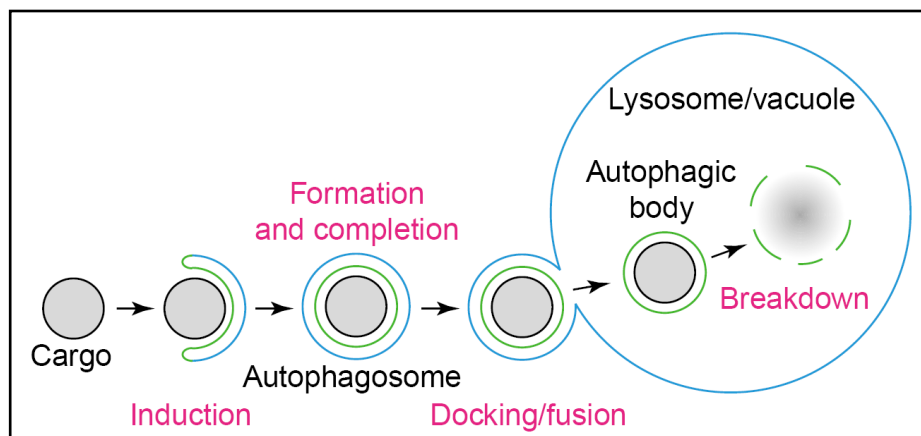 Lysosome/vacuole
Autophagic
body
Formation
and completion
Breakdown
Cargo
Autophagosome
Induction
Docking/fusion